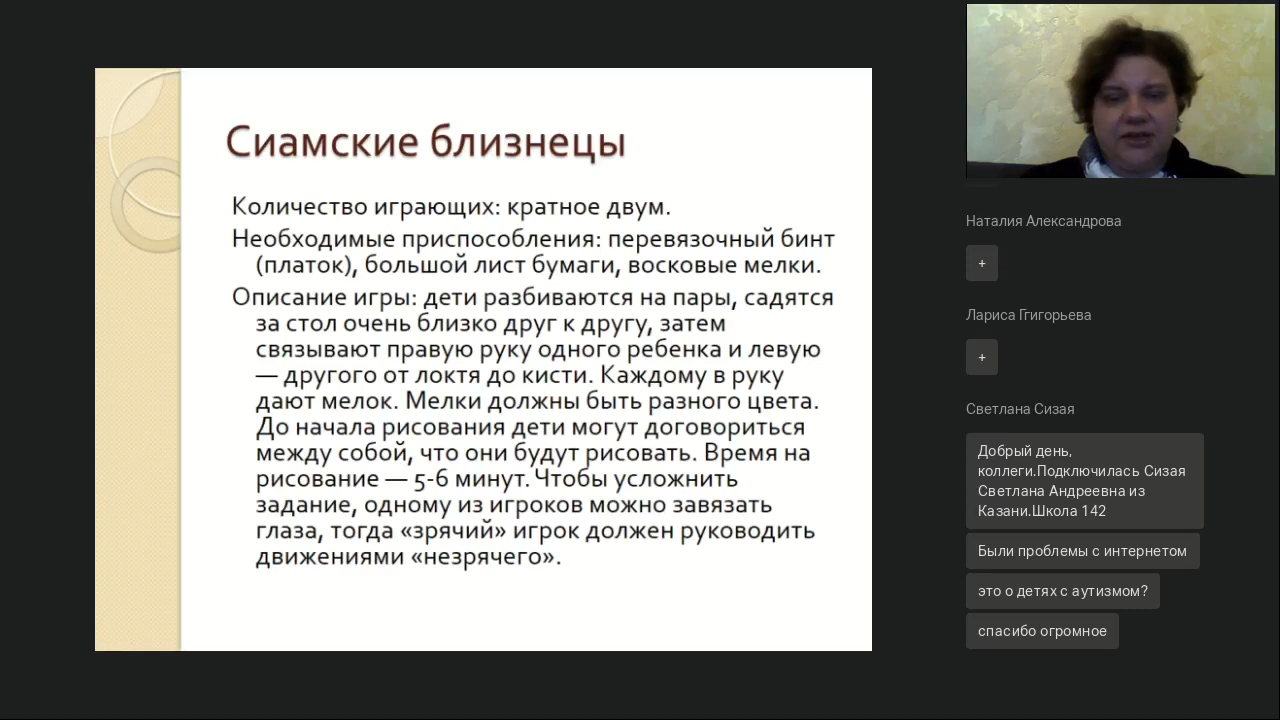 Сиамские близнецы
Количество играющих: кратное двум.
Необходимые приспособления: перевязочный бинт
(платок), большой лист бумаги, восковые мелки.
Описание игры: дети разбиваются на пары, садятся
за стол очень близко друг к другу, затем
связывают правую руку одного ребенка и левую
— другого от локтя до кисти. Каждому в руку
дают мелок. Мелки должны быть разного цвета.
До начала рисования дети могут договориться
между собой, что они будут рисовать. Время на
рисование — 5-6 минут. Чтобы усложнить
задание, одному из игроков можно завязать
глаза, тогда «зрячий» игрок должен руководить
движениями «незрячего».
Наталия Александрова
+
Лариса Ггигорьева
+
Светлана Сизая
Добрый день,
коллеги.Подключилась Сизая
Светлана Андреевна из
Казани.Школа 142
Были проблемы с интернетом
это о детях с аутизмом?
спасибо огромное